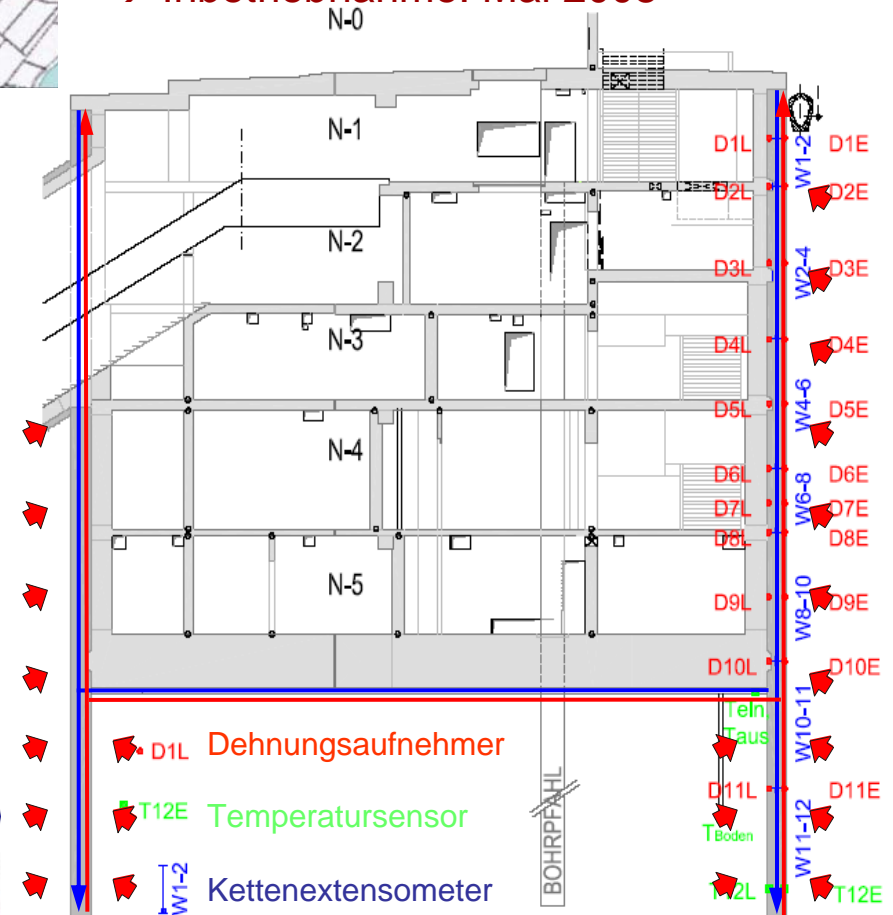 N-0
N-1
D1L W1-2 D1E
D2L D2E
N-2
D3L W2-4 D3E
N-3
D4L D4E
D5L W4-6 D5E
N-4
D6L W6-8 D6E
D7L D7E
D8L D8E
N-5
D9L W8-10 D9E
D10L D10E
W10-11
Tein,
Taus
D1L Dehnungsaufnehmer
D11L D11E
T12E Temperatursensor
BOHRPFAHL
TBoden
W11-12
W1-2 Kettenextensometer
T12L T12E